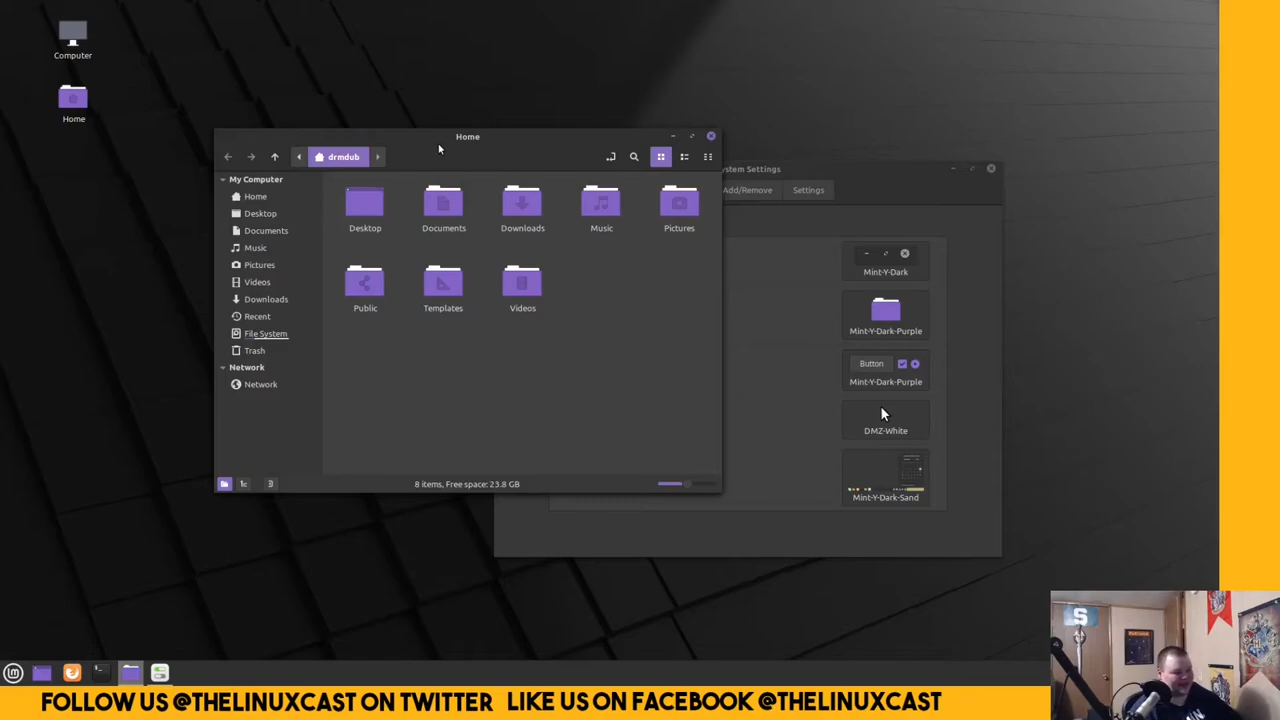 Computer
Home
Home
drmdub
My Computer
Home
Desktop
Documents
Music
Pictures
Videos
Downloads
Recent
File System
Trash
Network
Network
Desktop
Documents
Downloads
Music
Pictures
Public
Templates
Videos
8 items, Free space: 23.8 GB
ystem Settings
Add/Remove
Settings
Mint-Y-Dark
Mint-Y-Dark-Purple
Button
Mint-Y-Dark-Purple
DMZ-White
Mint-Y-Dark-Sand
S
FOLLOW US @THELINUXCAST ON TWITTER LIKE US ON FACEBOOK @THELINUXCAST